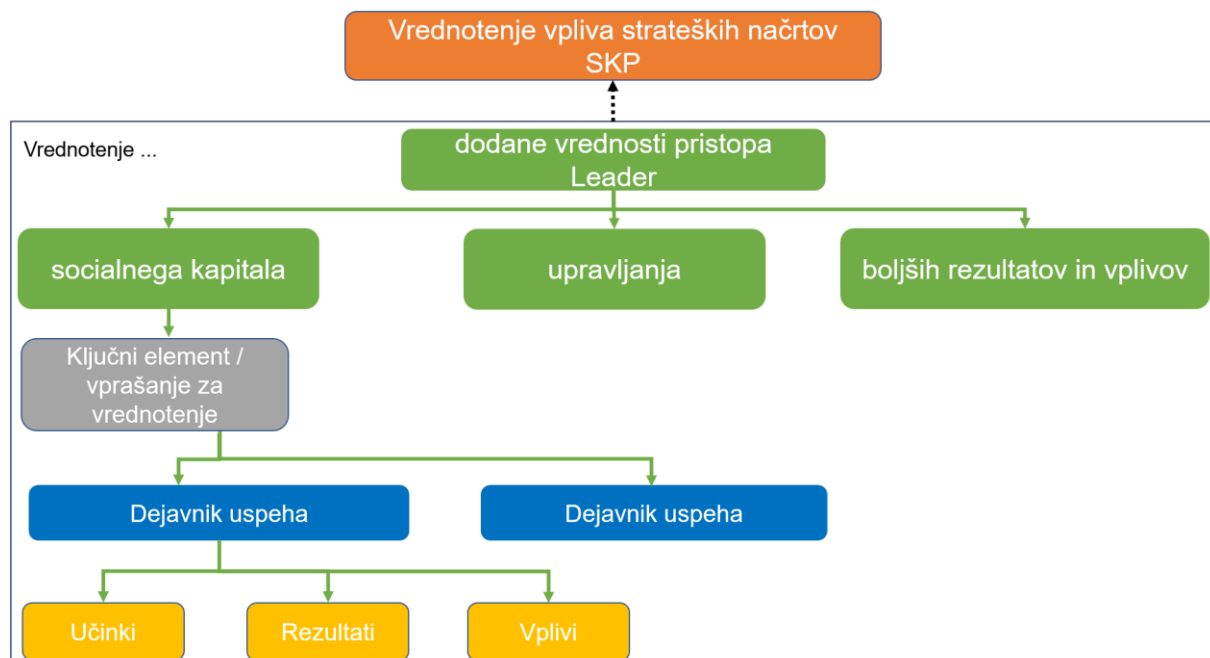 Vrednotenje vpliva strateških načrtov
SKP
Vrednotenje ...
dodane vrednosti pristopa
Leader
socialnega kapitala
upravljanja
boljših rezultatov in vplivov
Ključni element /
vprašanje za
vrednotenje
Dejavnik uspeha
Dejavnik uspeha
Učinki
Rezultati
Vplivi